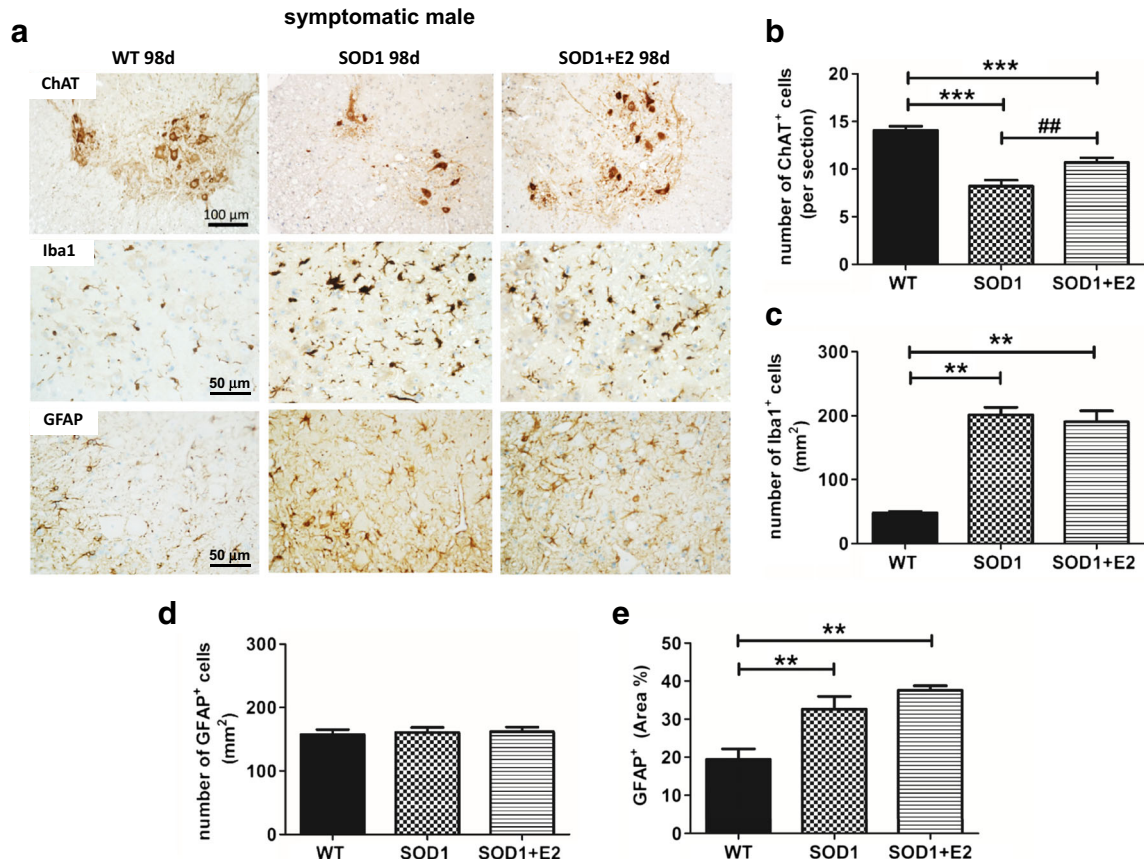 symptomatic male
a
WT 98d
SOD1 98d
SOD1+E2 98d
ChAT
100 µm
Iba1
50 µm
GFAP
50 µm
b
number of ChAT⁺ cells
(per section)
20
15
10
5
0
***
***
##
WT
SOD1
SOD1+E2
c
number of Iba1⁺ cells
(mm²)
300
200
100
0
**
**
WT
SOD1
SOD1+E2
d
number of GFAP⁺ cells
(mm²)
300
200
100
0
WT
SOD1
SOD1+E2
e
GFAP⁺ (Area %)
50
40
30
20
10
0
**
**
WT
SOD1
SOD1+E2